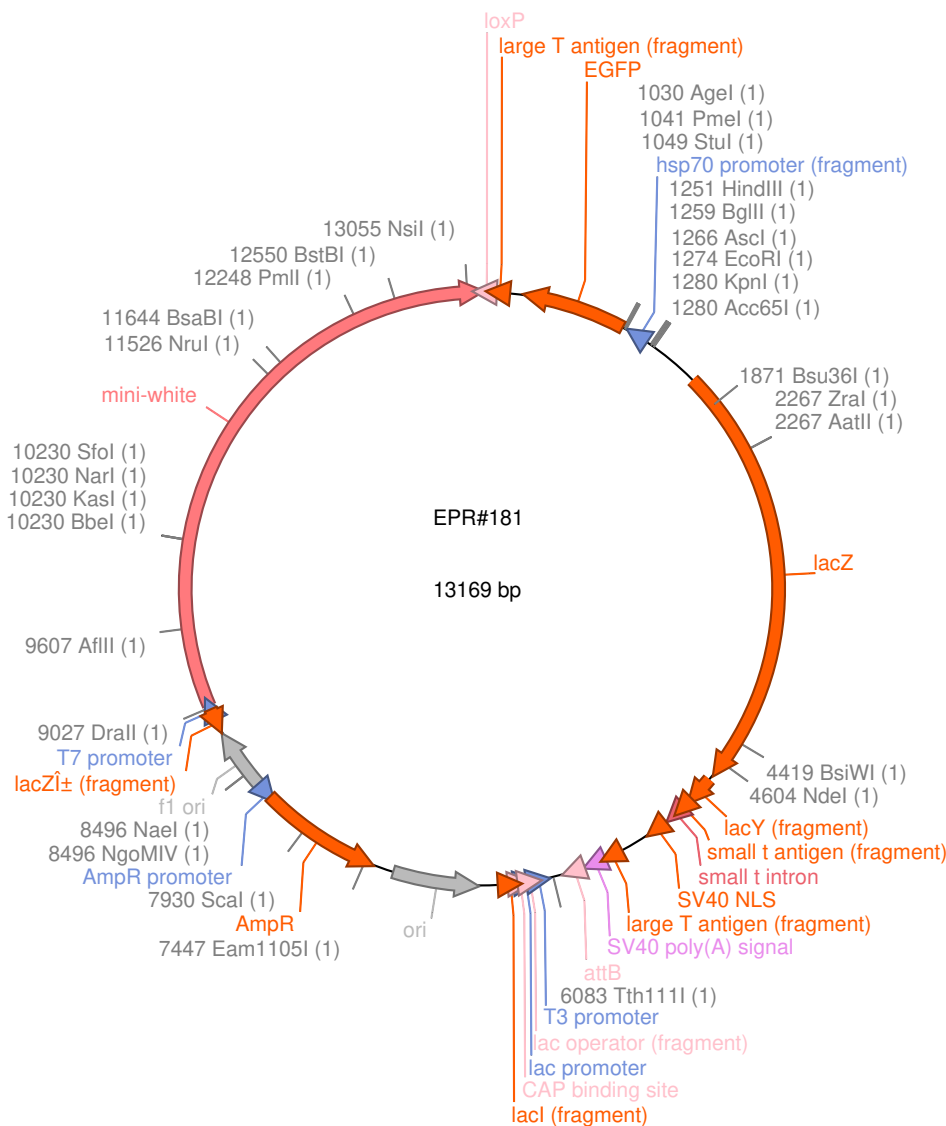 loxP
large T antigen (fragment)
EGFP
1030 AgeI (1)
1041 PmeI (1)
1049 StuI (1)
hsp70 promoter (fragment)
1251 HindIII (1)
1259 BglII (1)
1266 AscI (1)
1274 EcoRI (1)
1280 KpnI (1)
1280 Acc65I (1)
13055 NsiI (1)
12550 BstBI (1)
12248 PmlI (1)
11644 BsaBI (1)
11526 NruI (1)
mini-white
1871 Bsu36I (1)
2267 ZraI (1)
2267 AatII (1)
10230 SfoI (1)
10230 NarI (1)
10230 KasI (1)
10230 BbeI (1)
EPR#181
13169 bp
lacZ
9607 AflII (1)
9027 DraII (1)
T7 promoter
lacZÎ± (fragment)
f1 ori
8496 NaeI (1)
8496 NgoMIV (1)
AmpR promoter
7930 ScaI (1)
AmpR
7447 Eam1105I (1)
ori
4419 BsiWI (1)
4604 NdeI (1)
lacY (fragment)
small t antigen (fragment)
small t intron
SV40 NLS
large T antigen (fragment)
SV40 poly(A) signal
attB
6083 Tth111I (1)
T3 promoter
lac operator (fragment)
lac promoter
CAP binding site
lacI (fragment)